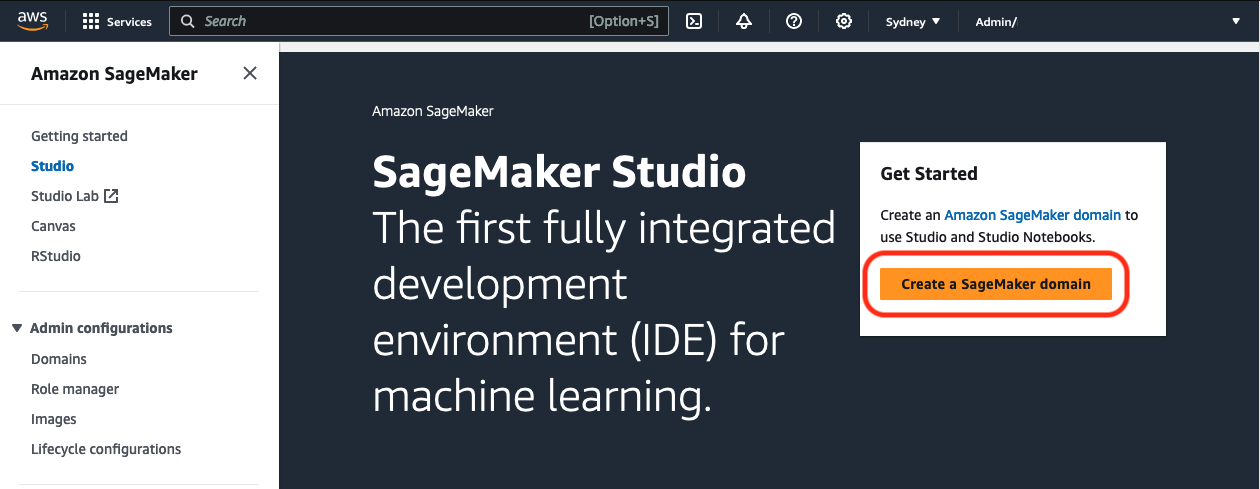 aws
Services
Search
[Option+S]
Sydney
Admin/
Amazon SageMaker
Getting started
Studio
Studio Lab
Canvas
RStudio
Admin configurations
Domains
Role manager
Images
Lifecycle configurations
Amazon SageMaker
SageMaker Studio
The first fully integrated
development
environment (IDE) for
machine learning.
Get Started
Create an Amazon SageMaker domain to
use Studio and Studio Notebooks.
Create a SageMaker domain